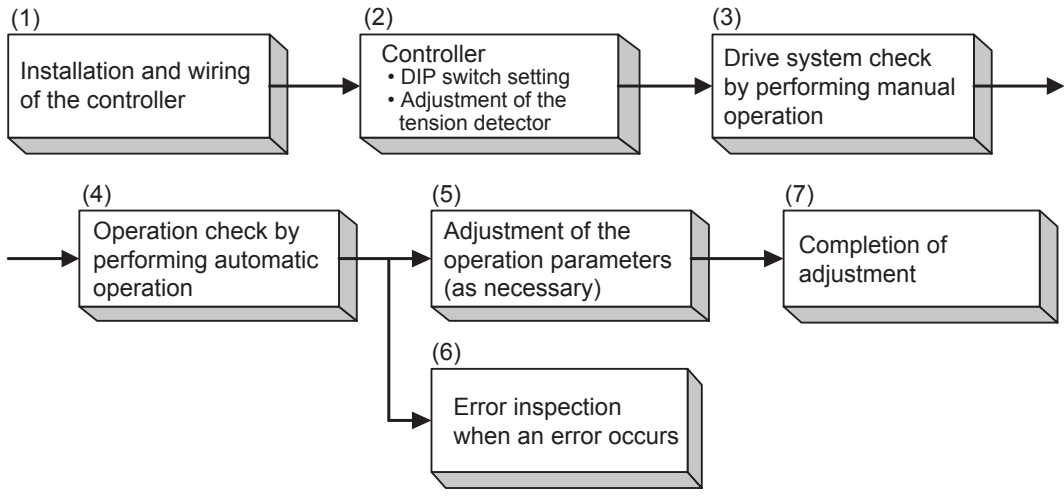 (1)
Installation and wiring
of the controller
(2)
Controller
• DIP switch setting
• Adjustment of the
tension detector
(3)
Drive system check
by performing manual
operation
(4)
Operation check by
performing automatic
operation
(5)
Adjustment of the
operation parameters
(as necessary)
(7)
Completion of
adjustment
(6)
Error inspection
when an error occurs